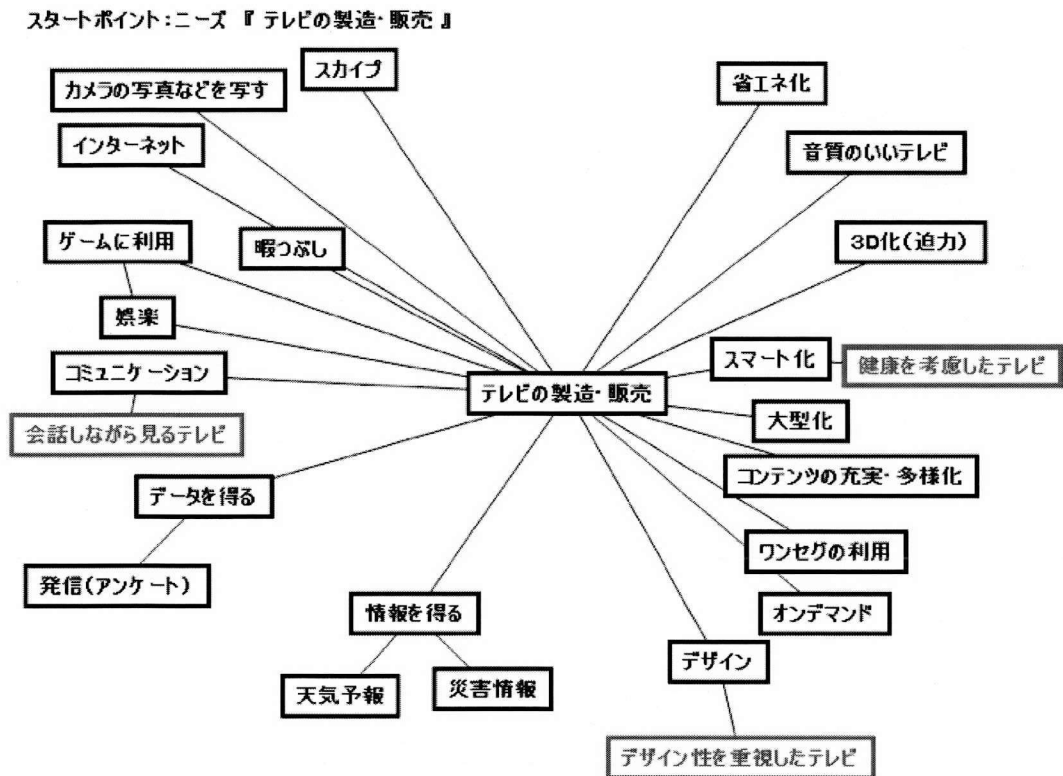 スタートポイント:ニーズ 『 テレビの製造・販売 』
スカイプ
カメラの写真などを写す
省エネ化
インターネット
音質のいいテレビ
ゲームに利用
暇つぶし
3D化(迫力)
娯楽
スマート化
健康を考慮したテレビ
コミュニケーション
テレビの製造・販売
大型化
会話しながら見るテレビ
コンテンツの充実・多様化
データを得る
ワンセグの利用
発信(アンケート)
情報を得る
オンデマンド
デザイン
天気予報
災害情報
デザイン性を重視したテレビ